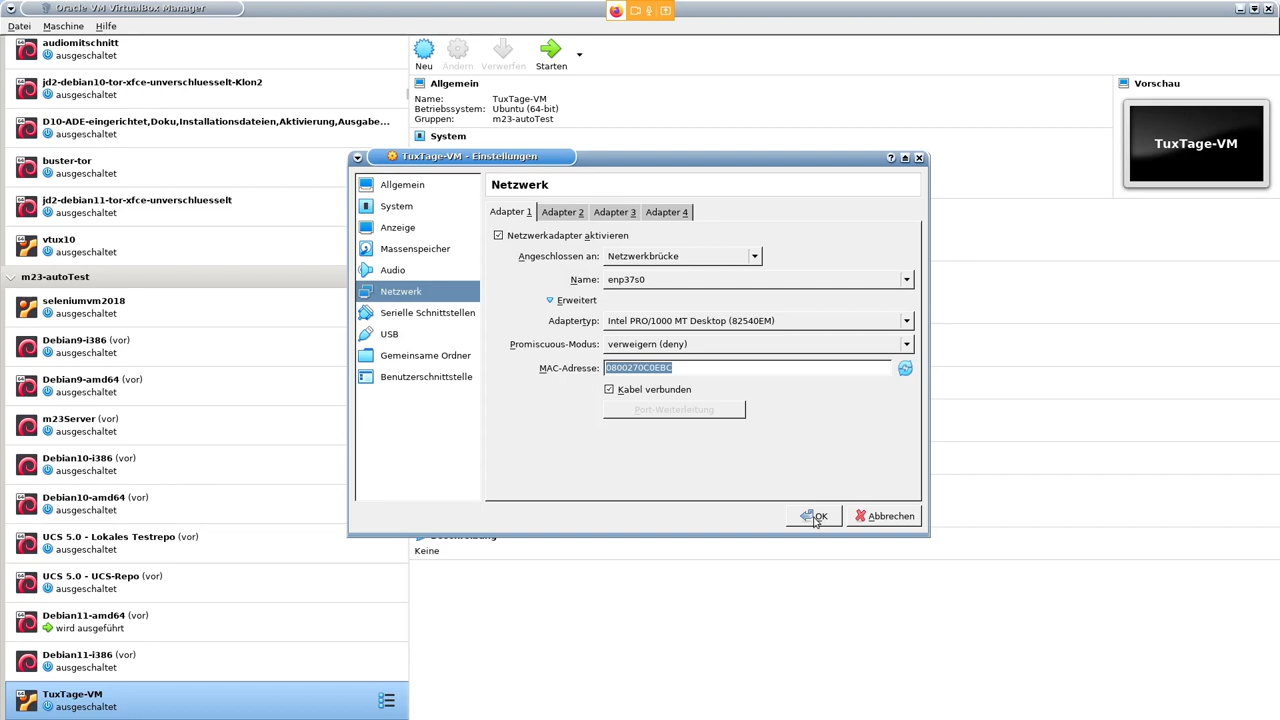 Oracle VM VirtualBox Manager
Datei Maschine Hilfe
audiomitschnitt
ausgeschaltet
jd2-debian10-tor-xfce-unverschluesselt-Klon2
ausgeschaltet
D10-ADE-eingerichtet,Doku,Installationsdateien,Aktivierung,Ausgabe...
ausgeschaltet
buster-tor
ausgeschaltet
jd2-debian11-tor-xfce-unverschluesselt
ausgeschaltet
vtux10
ausgeschaltet
m23-autoTest
seleniumvm2018
ausgeschaltet
Debian9-i386 (vor)
ausgeschaltet
Debian9-amd64 (vor)
ausgeschaltet
m23Server (vor)
ausgeschaltet
Debian10-i386 (vor)
ausgeschaltet
Debian10-amd64 (vor)
ausgeschaltet
UCS 5.0 - Lokales Testrepo (vor)
ausgeschaltet
UCS 5.0 - UCS-Repo (vor)
ausgeschaltet
Debian11-amd64 (vor)
wird ausgeführt
Debian11-i386 (vor)
ausgeschaltet
TuxTage-VM
ausgeschaltet
Neu Ändern Verwerfen Starten
Allgemein
Name: TuxTage-VM
Betriebssystem: Ubuntu (64-bit)
Gruppen: m23-autoTest
System
Vorschau
TuxTage-VM
TuxTage-VM - Einstellungen
Allgemein
System
Anzeige
Massenspeicher
Audio
Netzwerk
Serielle Schnittstellen
USB
Gemeinsame Ordner
Benutzerschnittstelle
Netzwerk
Adapter 1 Adapter 2 Adapter 3 Adapter 4
Netzwerkadapter aktivieren
Angeschlossen an: Netzwerkbrücke
Name: enp37s0
Erweitert
Adaptertyp: Intel PRO/1000 MT Desktop (82540EM)
Promiscuous-Modus: verweigern (deny)
MAC-Adresse: 0800270C0EBC
Kabel verbunden
Port-Weiterleitung
OK Abbrechen
Beschreibung
Keine